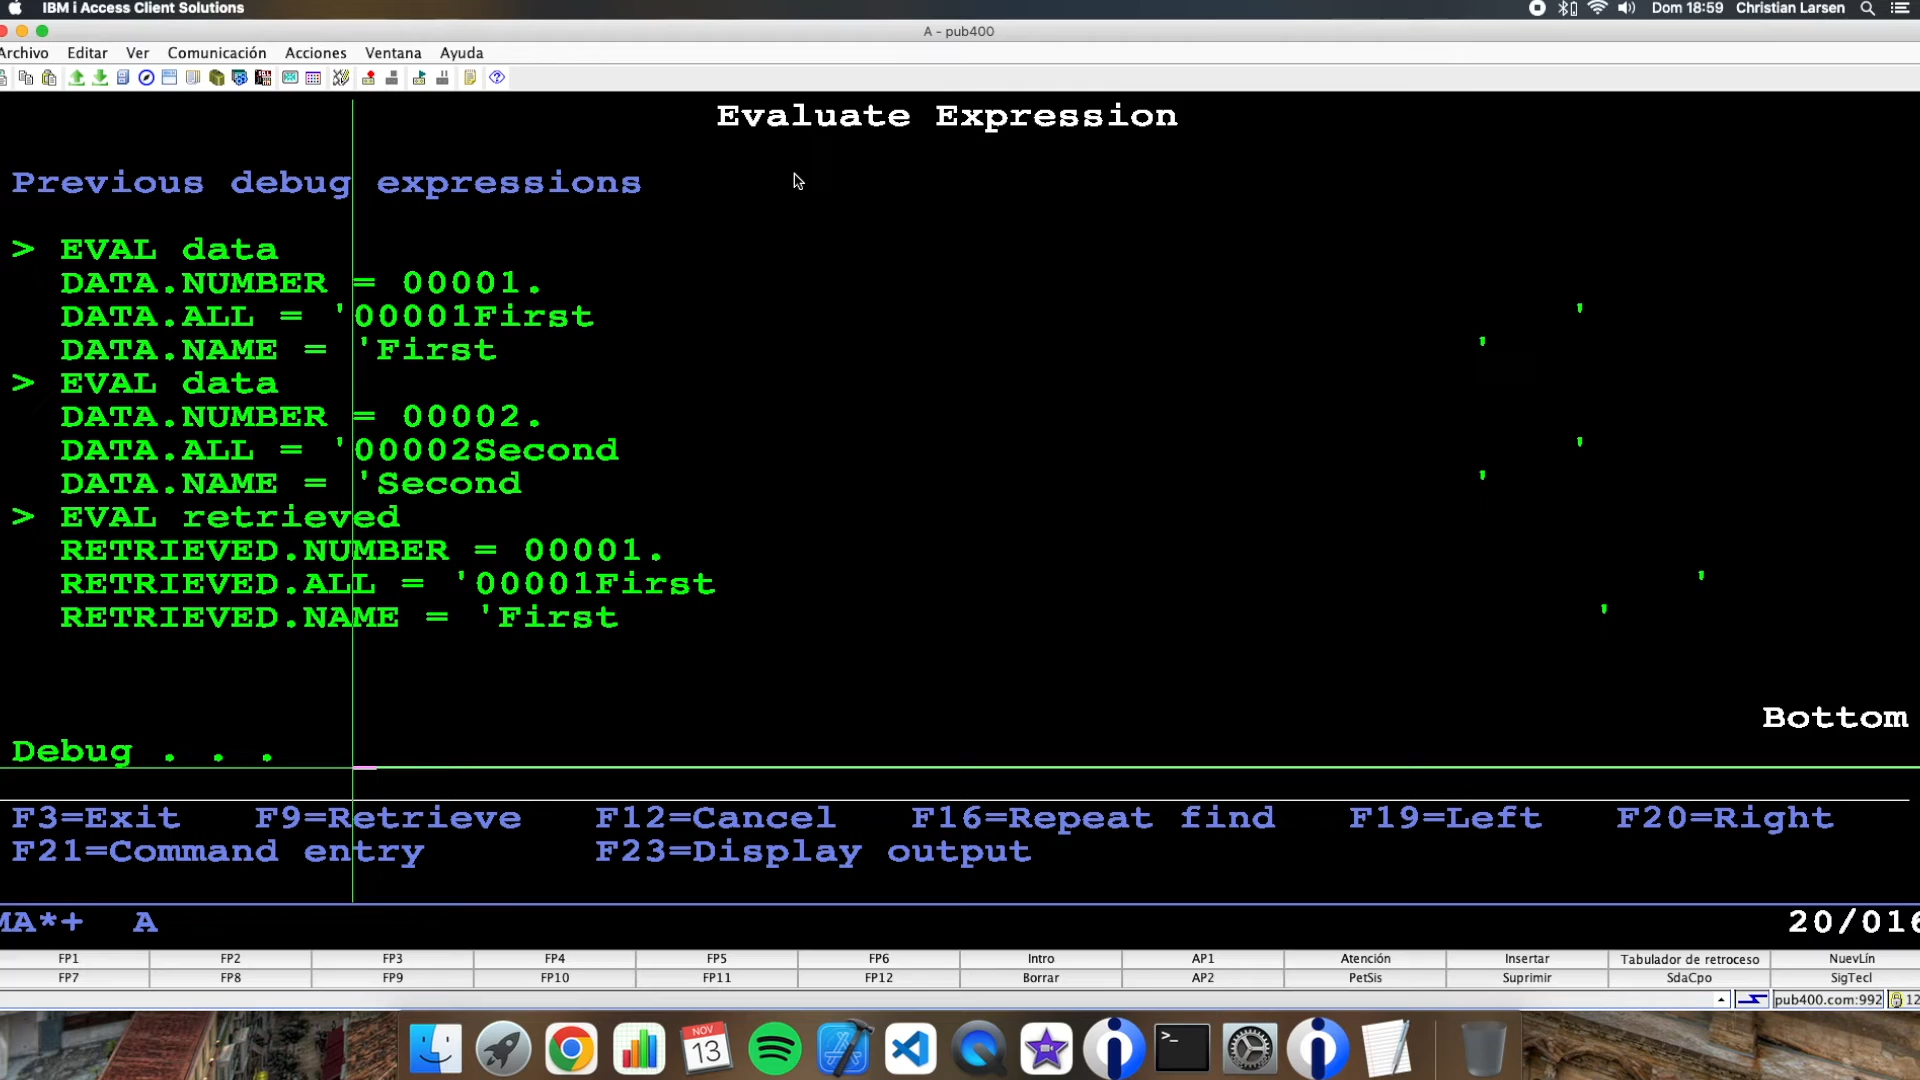 IBM i Access Client Solutions Dom 18:59 Christian Larsen
A - pub400
Archivo Editar Ver Comunicación Acciones Ventana Ayuda
Evaluate Expression
Previous debug expressions
> EVAL data
DATA.NUMBER = 00001.
DATA.ALL = '00001First '
DATA.NAME = 'First '
> EVAL data
DATA.NUMBER = 00002.
DATA.ALL = '00002Second '
DATA.NAME = 'Second '
> EVAL retrieved
RETRIEVED.NUMBER = 00001.
RETRIEVED.ALL = '00001First '
RETRIEVED.NAME = 'First '
Bottom
Debug . . .
F3=Exit F9=Retrieve F12=Cancel F16=Repeat find F19=Left F20=Right
F21=Command entry F23=Display output
MA*+ A 20/016
FP1 FP2 FP3 FP4 FP5 FP6 Intro AP1 Atención Insertar Tabulador de retroceso NuevLín
FP7 FP8 FP9 FP10 FP11 FP12 Borrar AP2 PetSis Suprimir SdaCpo SigTecl
pub400.com:992 12
NOV
13